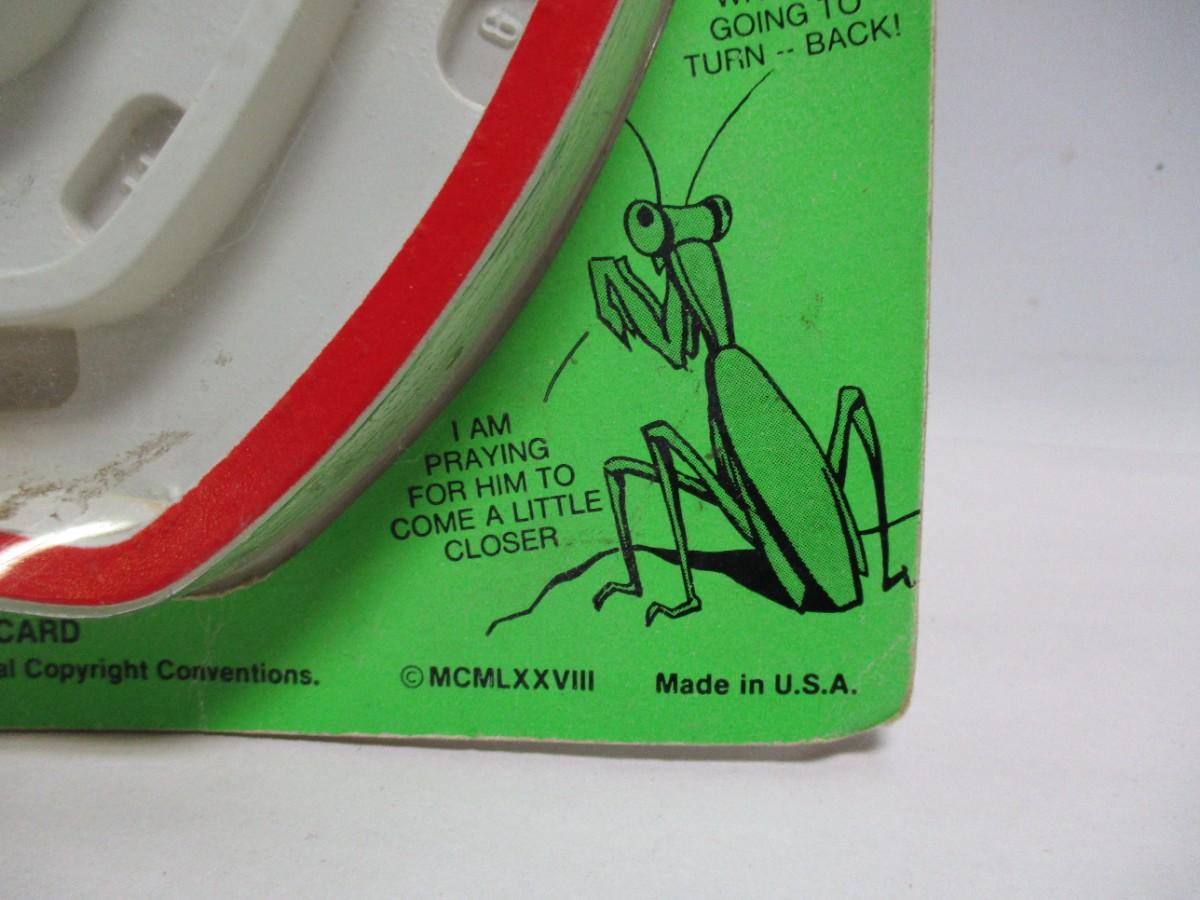 GOING TO
TURN -- BACK!
8
I AM
PRAYING
FOR HIM TO
COME A LITTLE
CLOSER
CARD
al Copyright Conventions.
©MCMLXXVIII
Made in U.S.A.